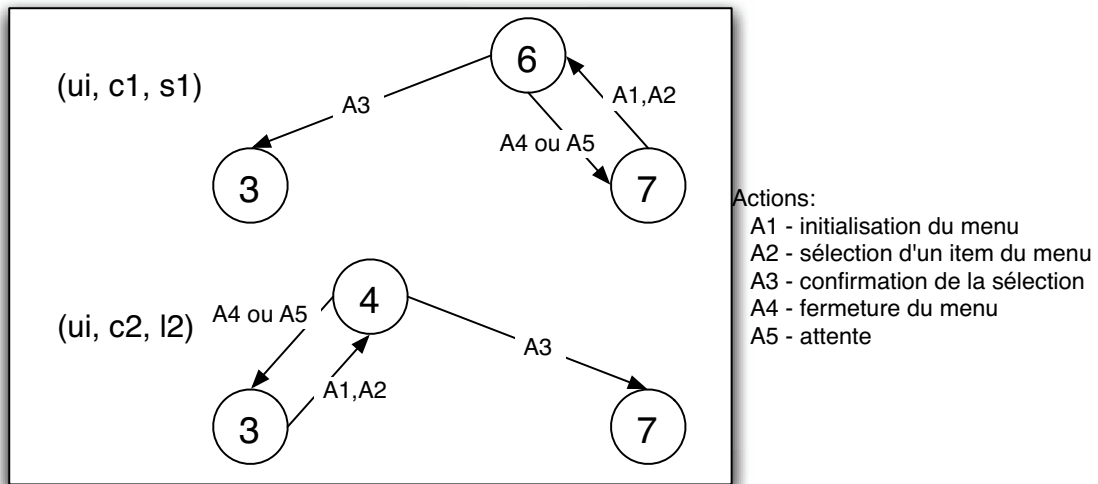 6
(ui, c1, s1)
A1,A2
A3
A4 ou A5
3
7
Actions:
A1 - initialisation du menu
A2 - sélection d'un item du menu
A3 - confirmation de la sélection
A4 - fermeture du menu
A5 - attente
4
A4 ou A5
(ui, c2, l2)
A3
A1,A2
3
7